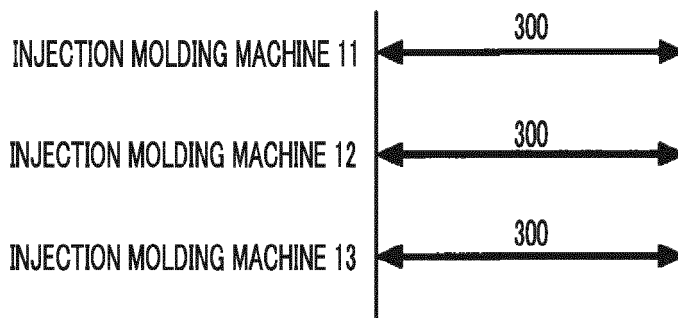 300
INJECTION MOLDING MACHINE 11
300
INJECTION MOLDING MACHINE 12
300
INJECTION MOLDING MACHINE 13